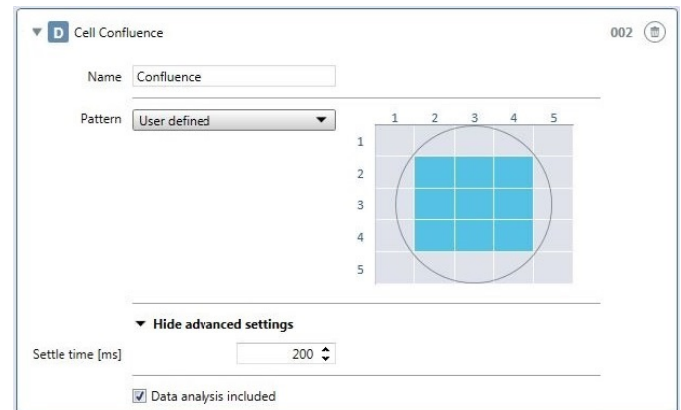 D Cell Confluence 002
Name Confluence
Pattern User defined
1 2 3 4 5
1
2
3
4
5
Hide advanced settings
Settle time [ms] 200
Data analysis included